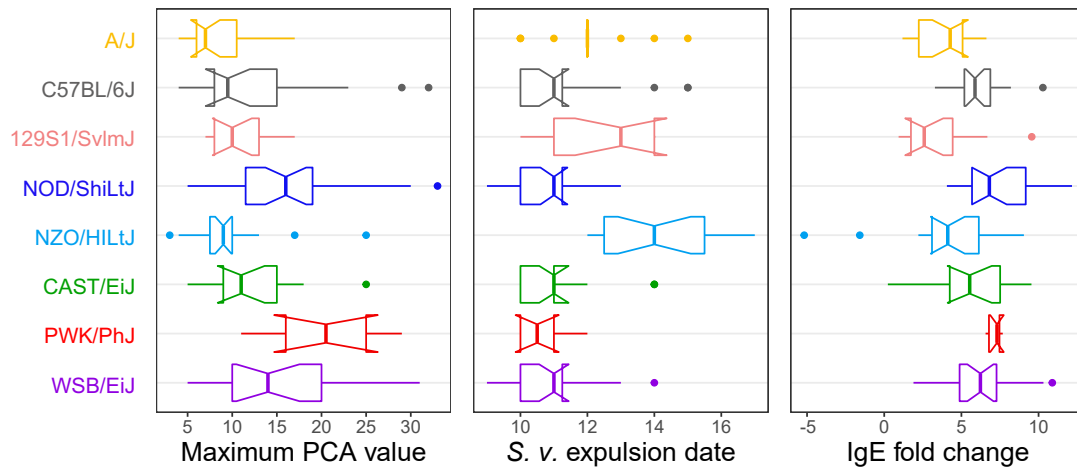 A/J
C57BL/6J
129S1/SvlmJ
NOD/ShiLtJ
NZO/HILtJ
CAST/EiJ
PWK/PhJ
WSB/EiJ
5 10 15 20 25 30
10 12 14 16
-5 0 5 10
Maximum PCA value
S. v. expulsion date
IgE fold change